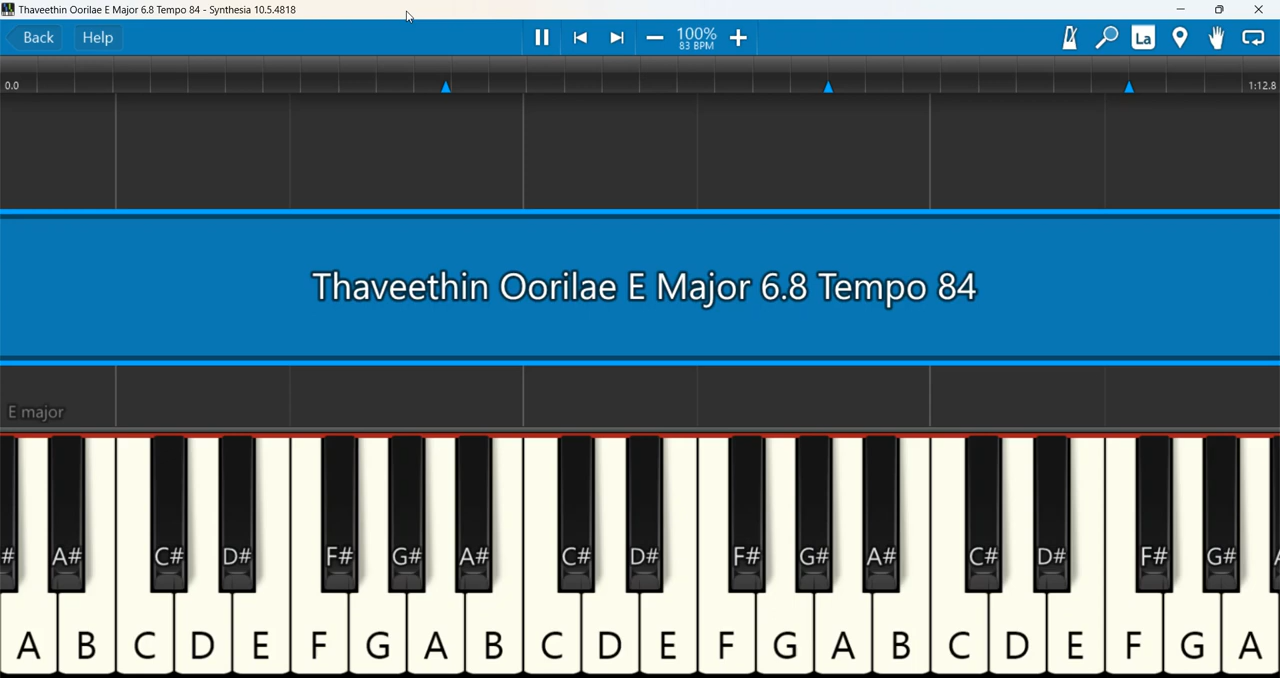 Thaveethin Oorilae E Major 6.8 Tempo 84 - Synthesia 10.5.4818
Back Help 100% La
83 BPM
0.0 1:12.8
Thaveethin Oorilae E Major 6.8 Tempo 84
E major
# A# C# D# F# G# A# C# D# F# G# A# C# D# F# G#
A B C D E F G A B C D E F G A B C D E F G A